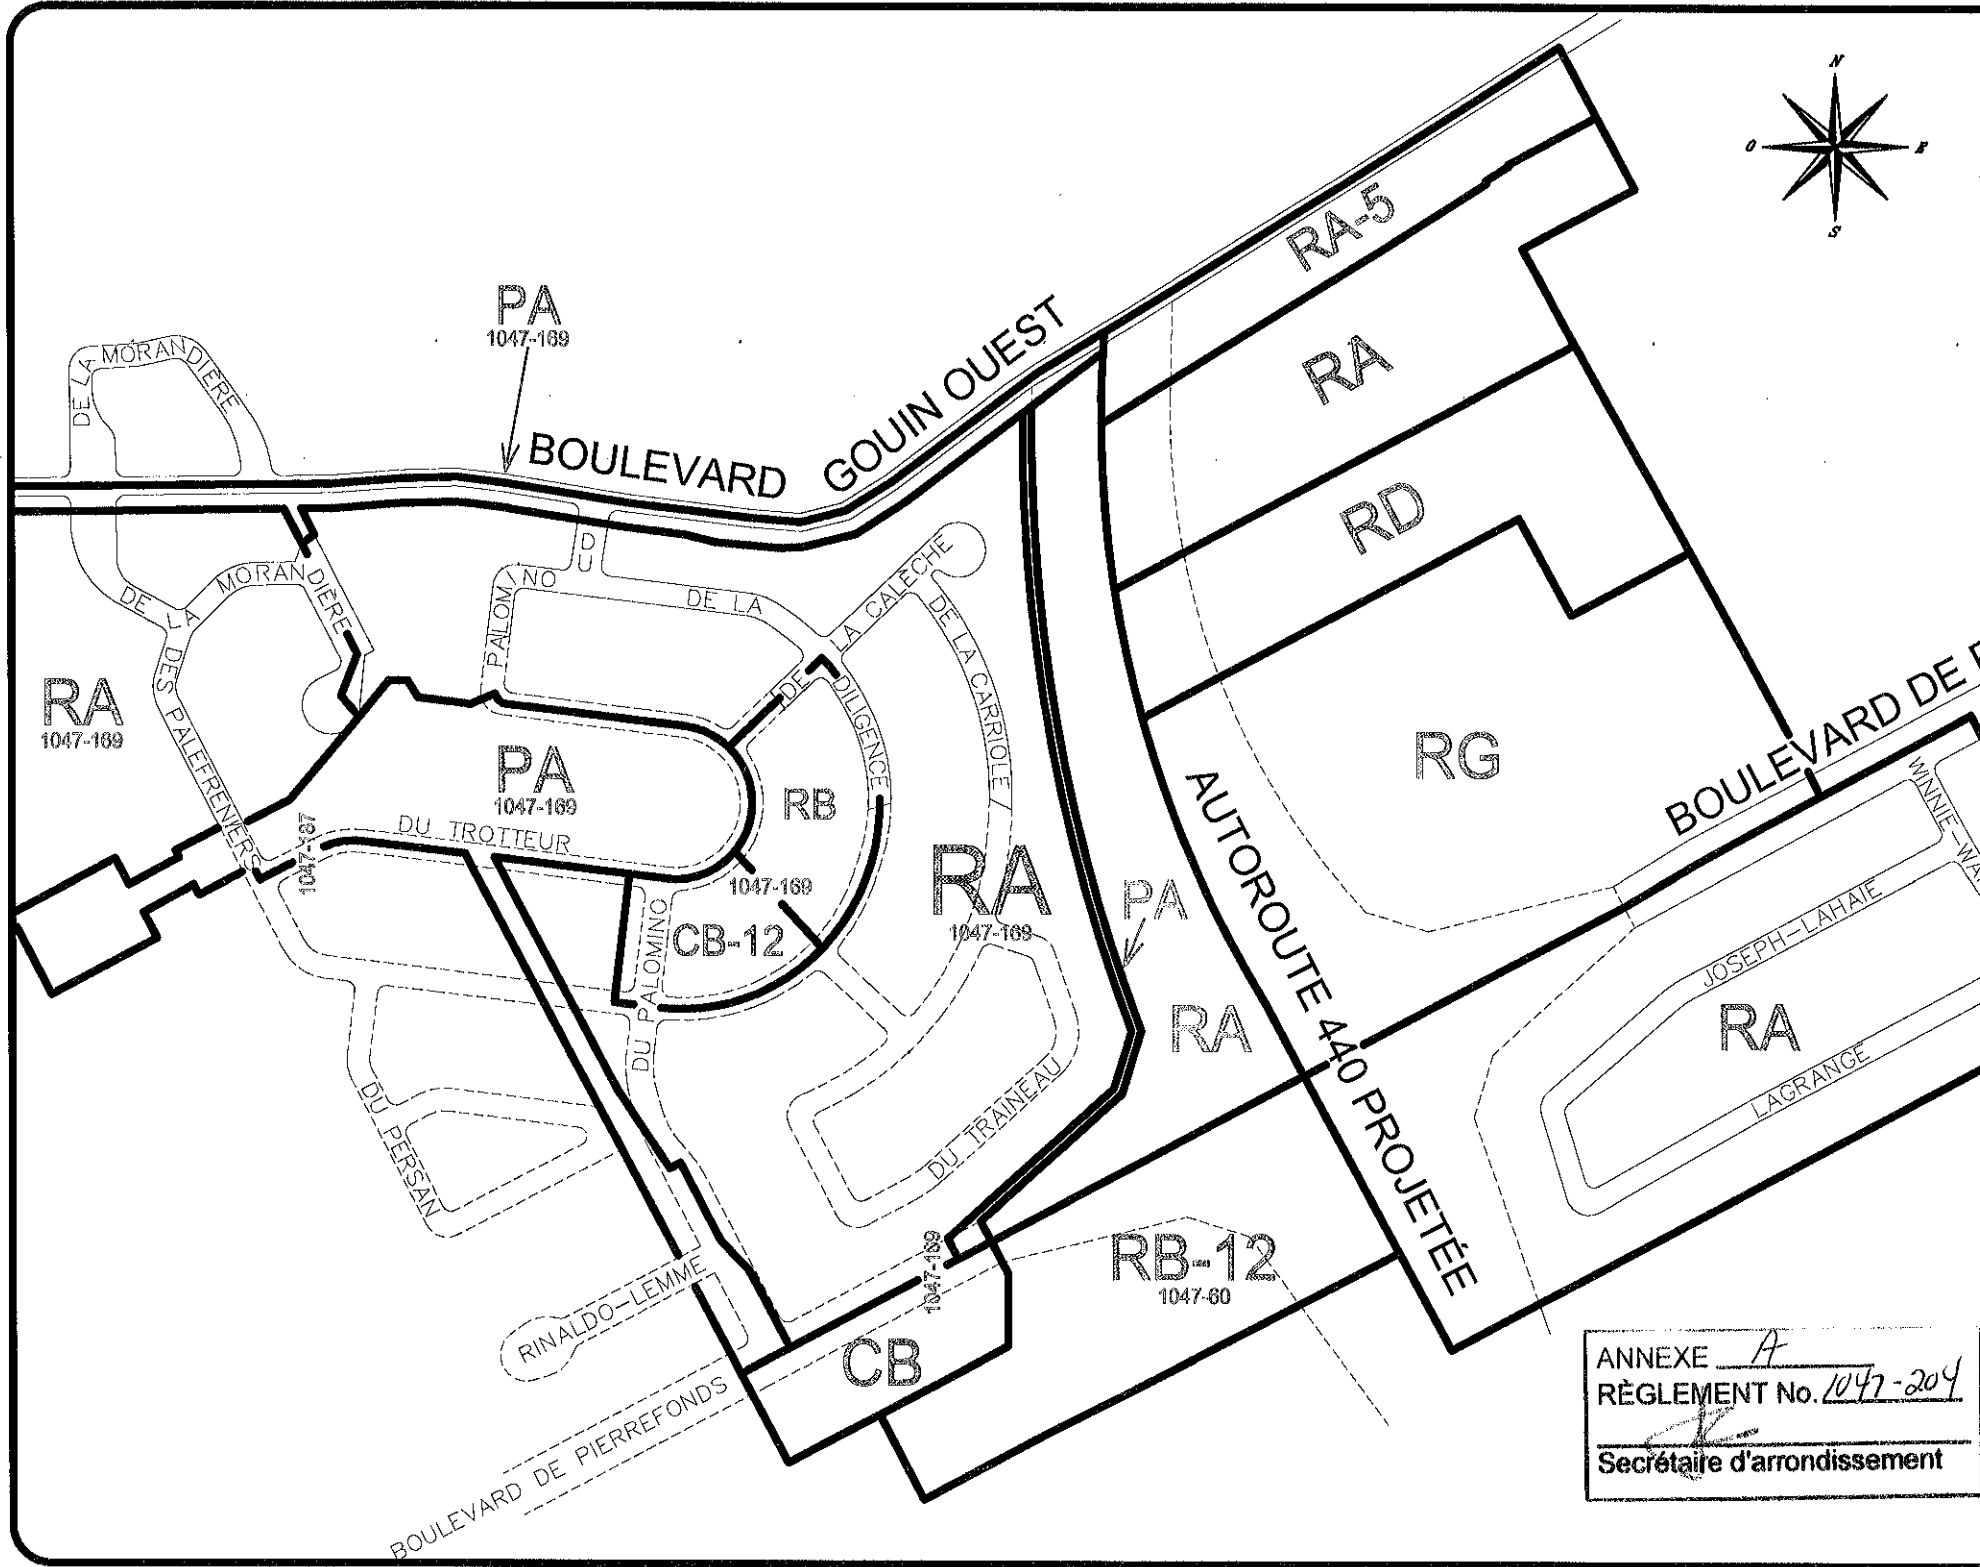 N
O
E
S
RA-5
PA
1047-169
BOULEVARD GOUIN OUEST
DE LA MORANDIÈRE
RA
RD
DU PALOMINO
DE LA DILIGENCE
DE LA CALÈCHE
DE LA CARRIOLE
DE LA MORANDIÈRE
DES PALEFRENIERS
RA
1047-169
PA
1047-169
RB
RG
BOULEVARD DE
DU TROTTEUR
1047-187
1047-169
CB-12
RA
1047-169
PA
AUTOROUTE 440 PROJETÉE
RA
DU PALOMINO
JOSEPH-LAHAIE
RA
LAGRANGE
DU PERSAN
DU TRAINEAU
1047-169
RB-12
1047-60
RINALDO-LEMME
CB
BOULEVARD DE PIERREFONDS
ANNEXE A
RÈGLEMENT No. 1047-204
Secrétaire d'arrondissement